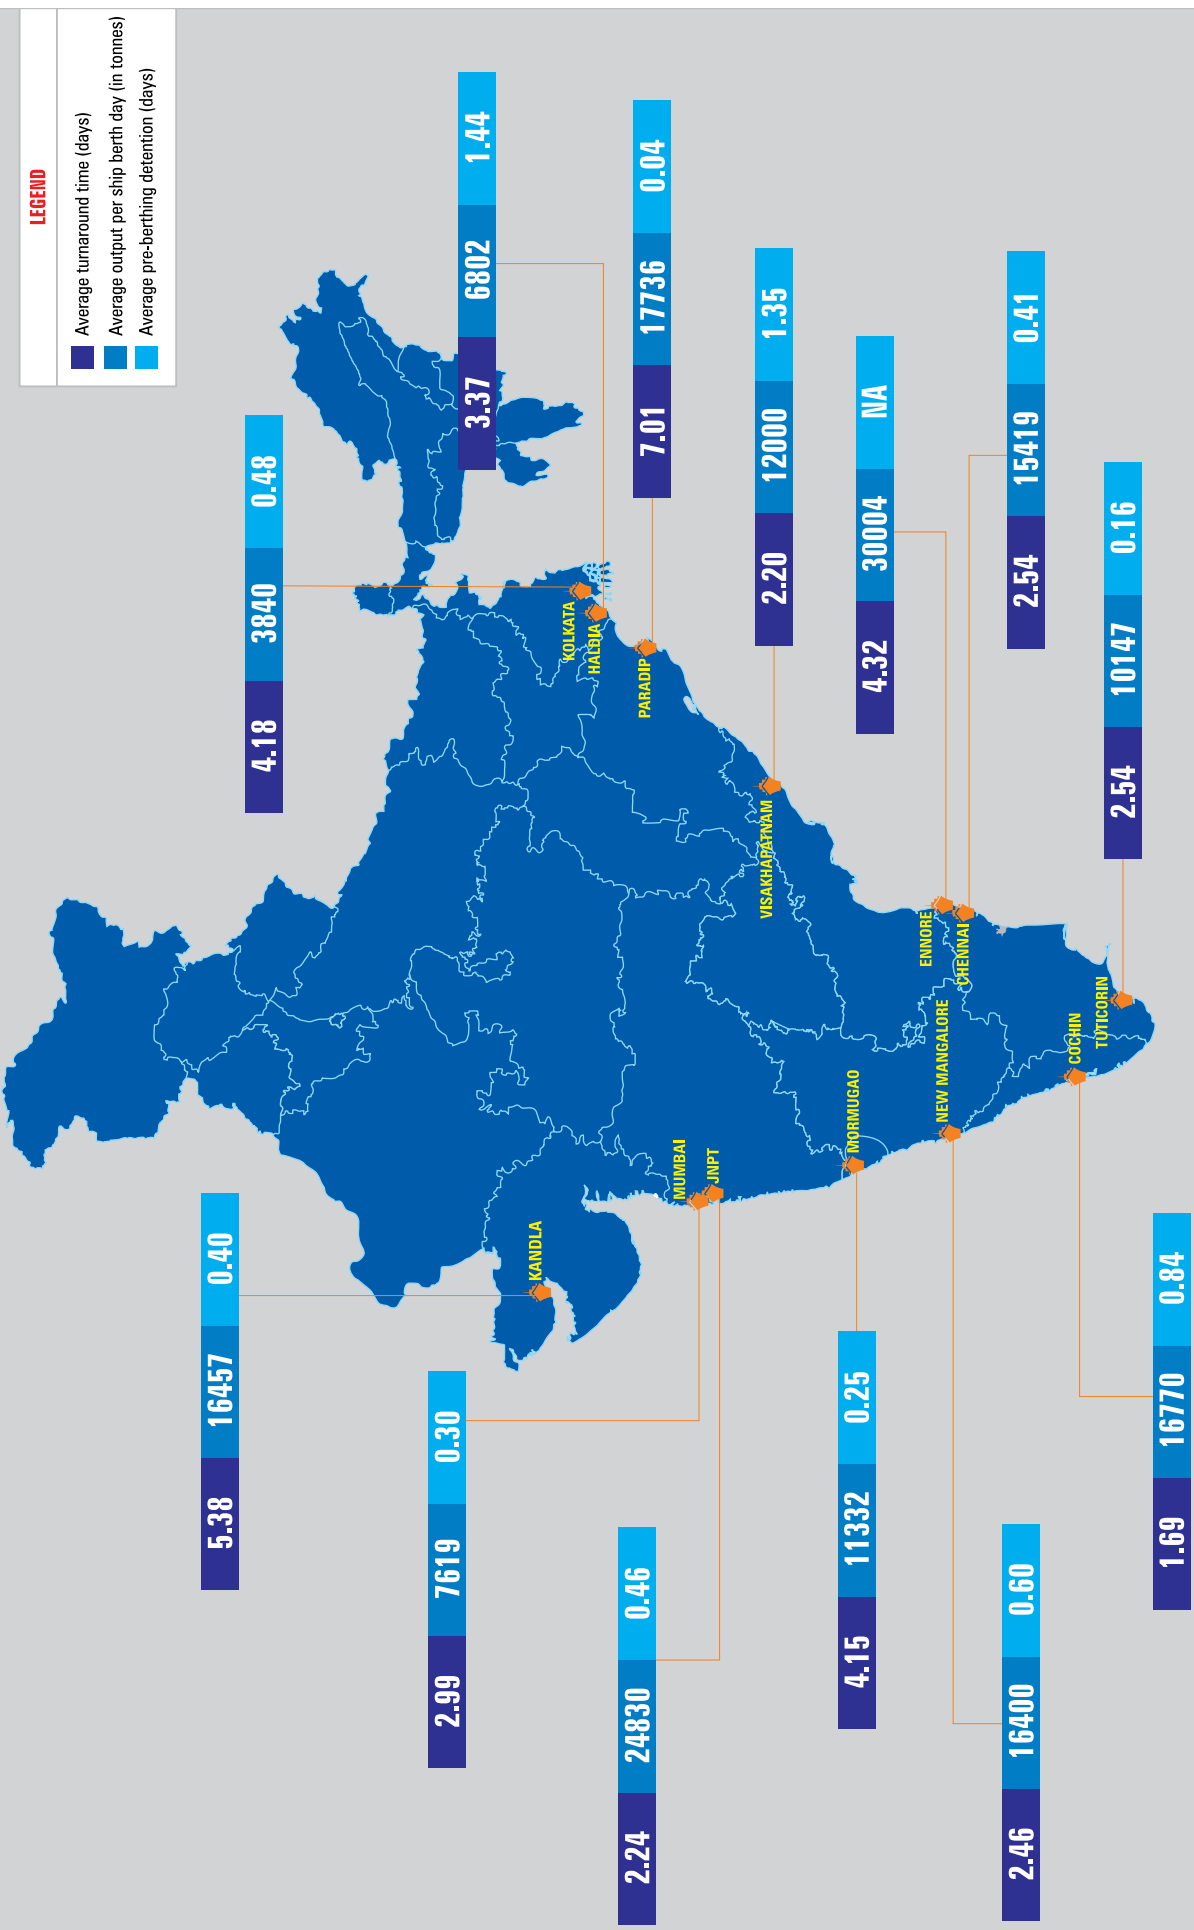 LEGEND
Average turnaround time (days)
Average output per ship berth day (in tonnes)
Average pre-berthing detention (days)
5.38 16457 0.40
4.18 3840 0.48
2.99 7619 0.30
3.37 6802 1.44
2.24 24830 0.46
7.01 17736 0.04
2.20 12000 1.35
4.15 11332 0.25
4.32 30004 NA
2.46 16400 0.60
2.54 15419 0.41
2.54 10147 0.16
1.69 16770 0.84
KANDLA
KOLKATA
HALDIA
PARADIP
MUMBAI
JNPT
VISAKHAPATNAM
MORMUGAO
ENNORE
NEW MANGALORE
CHENNAI
COCHIN
TUTICORIN